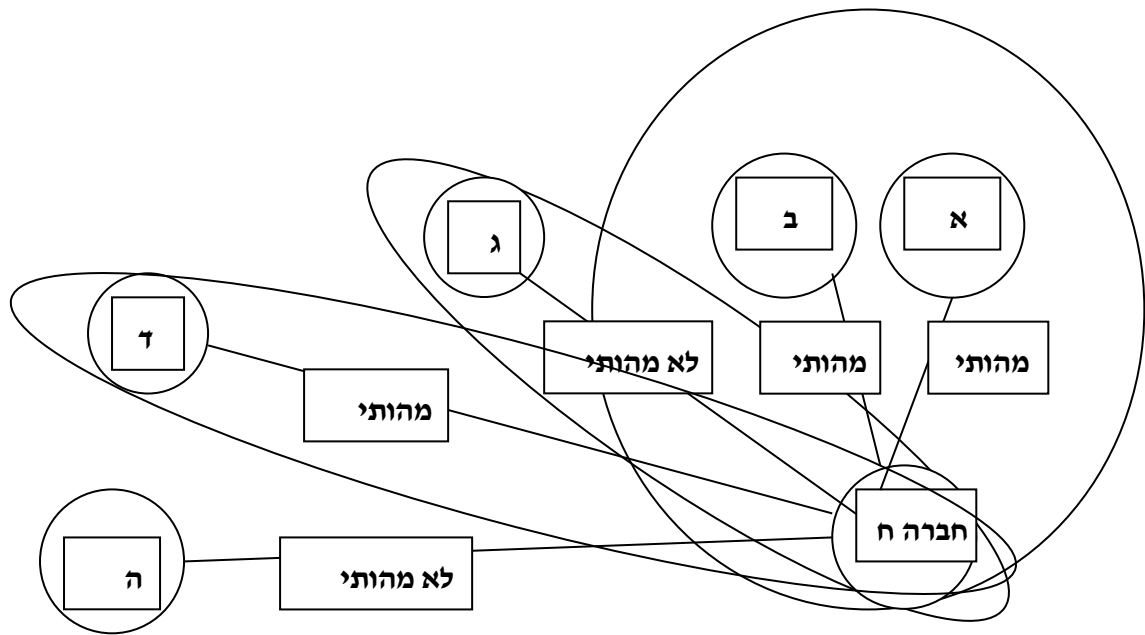 א
ב
ג
ד
מהותי
מהותי
לא מהותי
מהותי
חברה ח
ה
לא מהותי